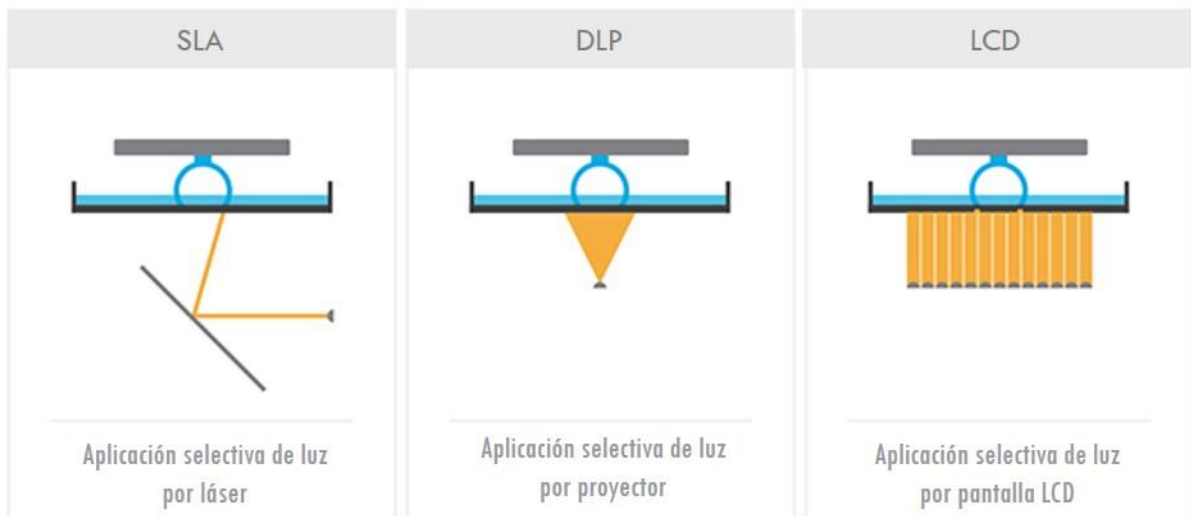 SLA
DLP
LCD
Aplicación selectiva de luz
por láser
Aplicación selectiva de luz
por proyector
Aplicación selectiva de luz
por pantalla LCD